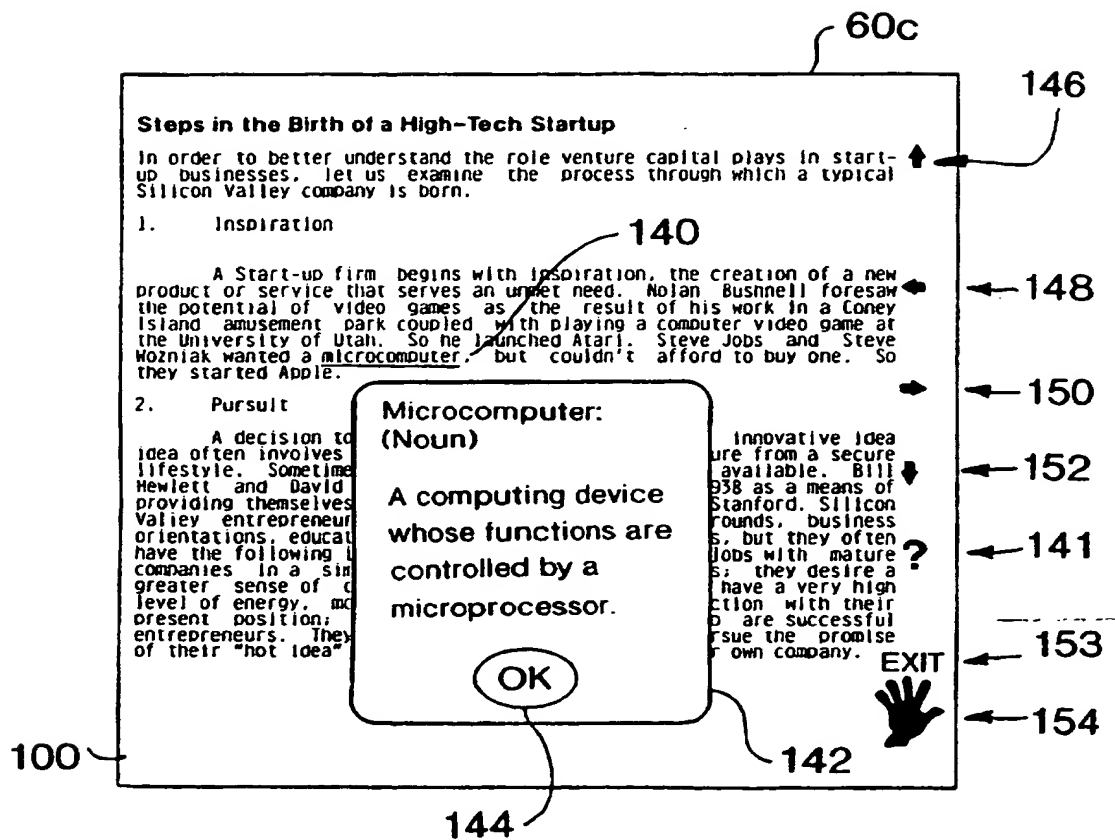 60c
146
Steps in the Birth of a High-Tech Startup
In order to better understand the role venture capital plays in start-
up businesses, let us examine the process through which a typical
Silicon Valley company is born.
1. Inspiration
140
A Start-up firm begins with inspiration, the creation of a new
product or service that serves an unmet need. Nolan Bushnell foresaw
148
the potential of video games as the result of his work in a Coney
Island amusement park coupled with playing a computer video game at
the University of Utah. So he launched Atari. Steve Jobs and Steve
Wozniak wanted a microcomputer, but couldn't afford to buy one. So
they started Apple.
150
2. Pursuit
A decision to innovative idea
idea often involves ure from a secure
lifestyle. Sometime available. Bill
152
Hewlett and David 938 as a means of
providing themselves Stanford. Silicon
Valley entrepreneur rounds, business
orientations, educat s, but they often
have the following i jobs with mature
?
141
companies in a sim s; they desire a
greater sense of c have a very high
level of energy, mo ction with their
present position; o are successful
entrepreneurs. They rsue the promise
of their "hot idea" r own company.
Microcomputer:
(Noun)
A computing device
whose functions are
controlled by a
microprocessor.
OK
EXIT
153
154
100
142
144